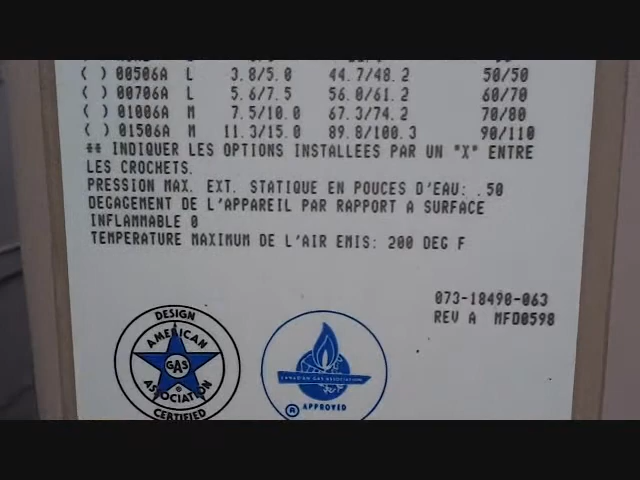 ( ) 00506A L 3.8/5.0 44.7/48.2 50/50
( ) 00706A L 5.6/7.5 56.0/61.2 60/70
( ) 01006A M 7.5/10.0 67.3/74.2 70/80
( ) 01506A M 11.3/15.0 89.8/100.3 90/110
** INDIQUER LES OPTIONS INSTALLEES PAR UN "X" ENTRE
LES CROCHETS.
PRESSION MAX. EXT. STATIQUE EN POUCES D'EAU: .50
DEGAGEMENT DE L'APPAREIL PAR RAPPORT A SURFACE
INFLAMMABLE 0
TEMPERATURE MAXIMUM DE L'AIR EMIS: 200 DEG F
073-18490-063
REV A MFD0598
DESIGN
AMERICAN
GAS
®
ASSOCIATION
CERTIFIED
CANADIAN GAS ASSOCIATION
® APPROVED